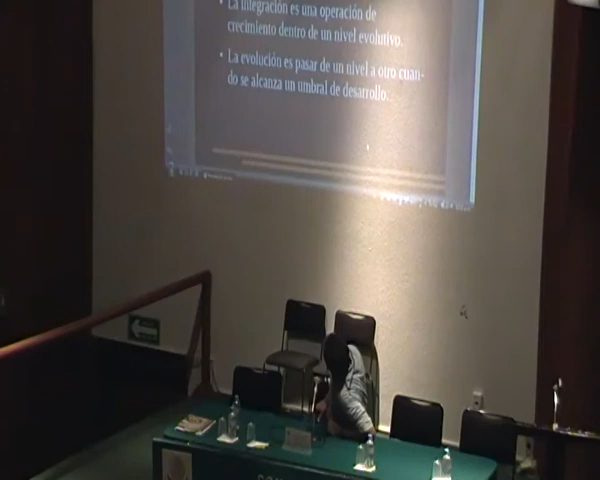 • La integración es una operación de
crecimiento dentro de un nivel evolutivo.
• La evolución es pasar de un nivel a otro cuan-
do se alcanza un umbral de desarrollo.